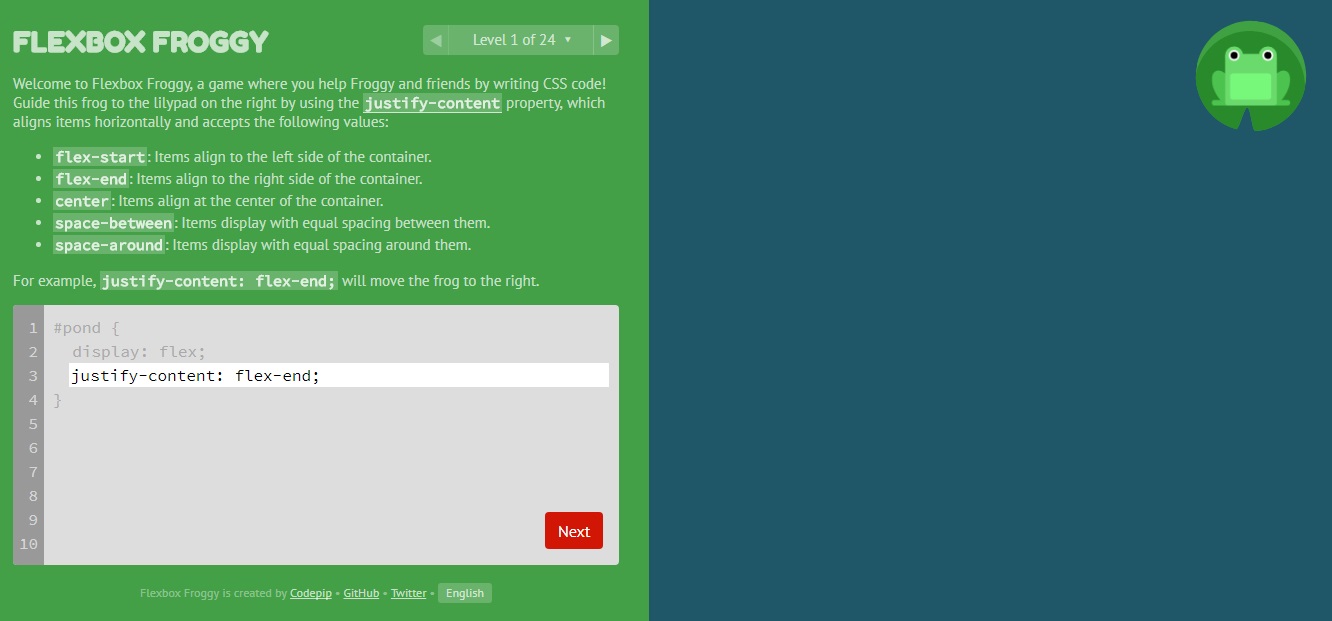 FLEXBOX FROGGY
◀ Level 1 of 24 ▼ ▶
Welcome to Flexbox Froggy, a game where you help Froggy and friends by writing CSS code!
Guide this frog to the lilypad on the right by using the justify-content property, which
aligns items horizontally and accepts the following values:
• flex-start: Items align to the left side of the container.
• flex-end: Items align to the right side of the container.
• center: Items align at the center of the container.
• space-between: Items display with equal spacing between them.
• space-around: Items display with equal spacing around them.
For example, justify-content: flex-end; will move the frog to the right.
1 #pond {
2 display: flex;
3 justify-content: flex-end;
4 }
5
6
7
8
9
10
Next
Flexbox Froggy is created by Codepip • GitHub • Twitter • English